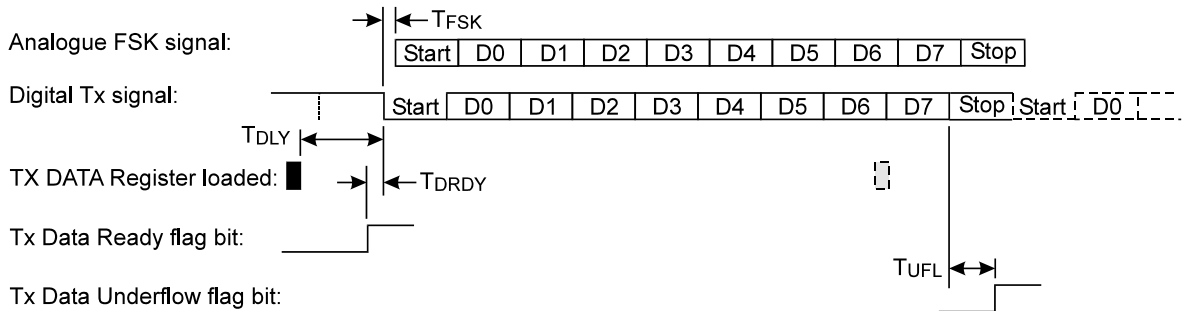 TFSK
Analogue FSK signal: Start D0 D1 D2 D3 D4 D5 D6 D7 Stop
Digital Tx signal: Start D0 D1 D2 D3 D4 D5 D6 D7 Stop Start D0
TDLY
TX DATA Register loaded: TDRDY
Tx Data Ready flag bit:
TUFL
Tx Data Underflow flag bit: